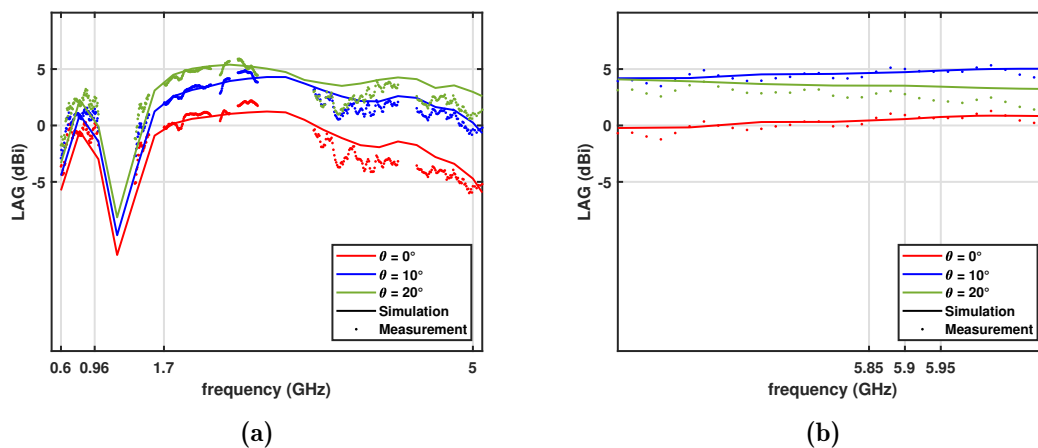 5
0
-5
LAG (dBi)
θ = 0°
θ = 10°
θ = 20°
Simulation
Measurement
0.6 0.96 1.7 5
frequency (GHz)
(a)
5
0
-5
LAG (dBi)
θ = 0°
θ = 10°
θ = 20°
Simulation
Measurement
5.85 5.9 5.95
frequency (GHz)
(b)